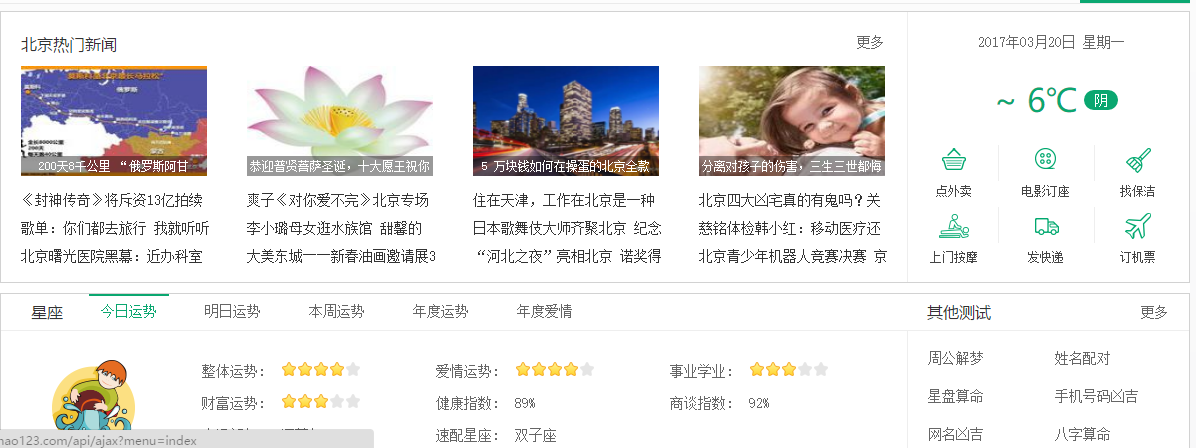 北京热门新闻
更多
莫斯科
俄罗斯
200天8千公里 “俄罗斯阿甘
恭迎普贤菩萨圣诞，十大愿王祝你
5 万块钱如何在操蛋的北京全款
分离对孩子的伤害，三生三世都悔
《封神传奇》将斥资13亿拍续
爽子《对你爱不完》北京专场
住在天津，工作在北京是一种
北京四大凶宅真的有鬼吗？关
歌单：你们都去旅行 我就听听
李小璐母女逛水族馆 甜馨的
日本歌舞伎大师齐聚北京 纪念
慈铭体检韩小红：移动医疗还
北京曙光医院黑幕：近办科室
大美东城一一新春油画邀请展3
“河北之夜”亮相北京 诺奖得
北京青少年机器人竞赛决赛 京
2017年03月20日 星期一
~ 6℃ 阴
点外卖
电影订座
找保洁
上门按摩
发快递
订机票
星座
今日运势
明日运势
本周运势
年度运势
年度爱情
整体运势：
爱情运势：
事业学业：
财富运势：
健康指数： 89%
商谈指数： 92%
速配星座： 双子座
其他测试
更多
周公解梦
姓名配对
星盘算命
手机号码凶吉
网名凶吉
八字算命
hao123.com/api/ajax?menu=index